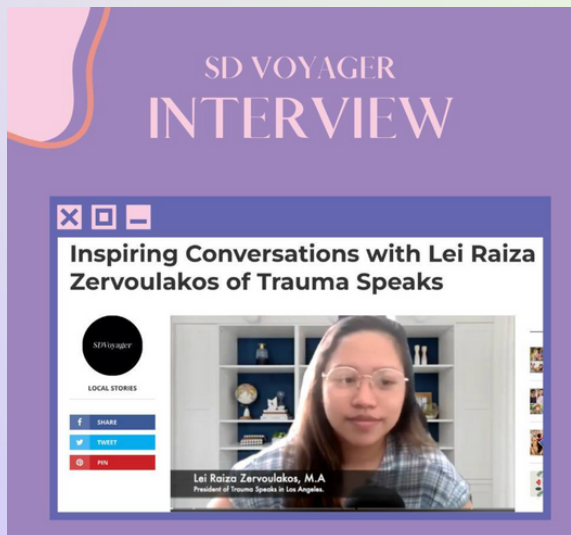 SD VOYAGER
INTERVIEW
Inspiring Conversations with Lei Raiza
Zervoulakos of Trauma Speaks
SDVoyager
LOCAL STORIES
SHARE
TWEET
PIN
Lei Raiza Zervoulakos, M.A
President of Trauma Speaks in Los Angeles.